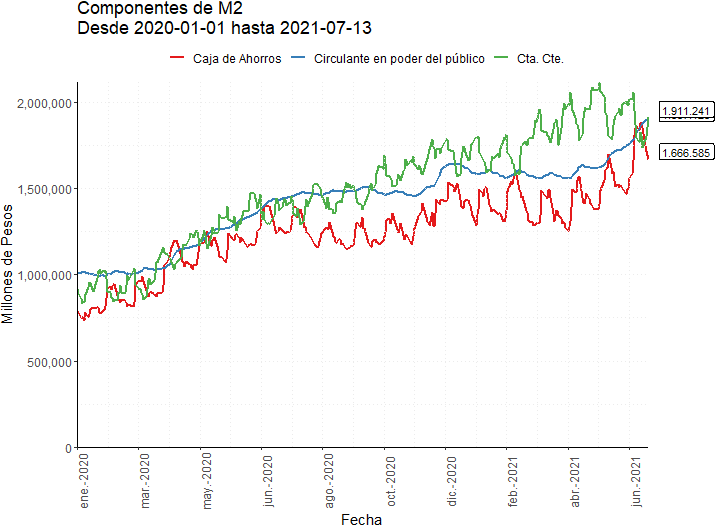 Componentes de M2
Desde 2020-01-01 hasta 2021-07-13
Caja de Ahorros Circulante en poder del público Cta. Cte.
Millones de Pesos
2,000,000
1,500,000
1,000,000
500,000
0
1.911.241
1.666.585
ene.-2020
mar.-2020
may.-2020
jun.-2020
ago.-2020
oct.-2020
dic.-2020
feb.-2021
abr.-2021
jun.-2021
Fecha